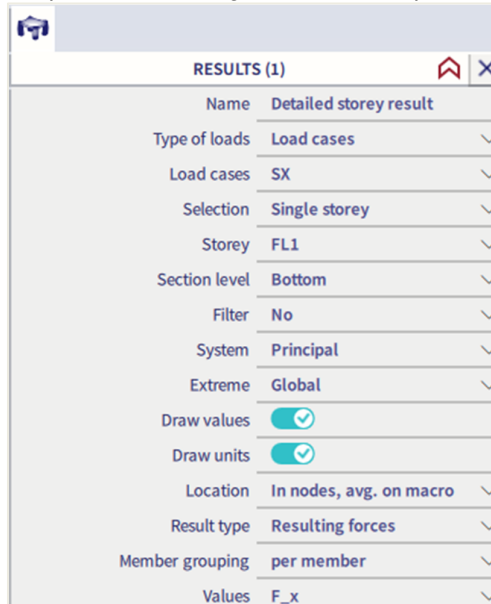 RESULTS (1)
Name Detailed storey result
Type of loads Load cases
Load cases SX
Selection Single storey
Storey FL1
Section level Bottom
Filter No
System Principal
Extreme Global
Draw values
Draw units
Location In nodes, avg. on macro
Result type Resulting forces
Member grouping per member
Values F_x